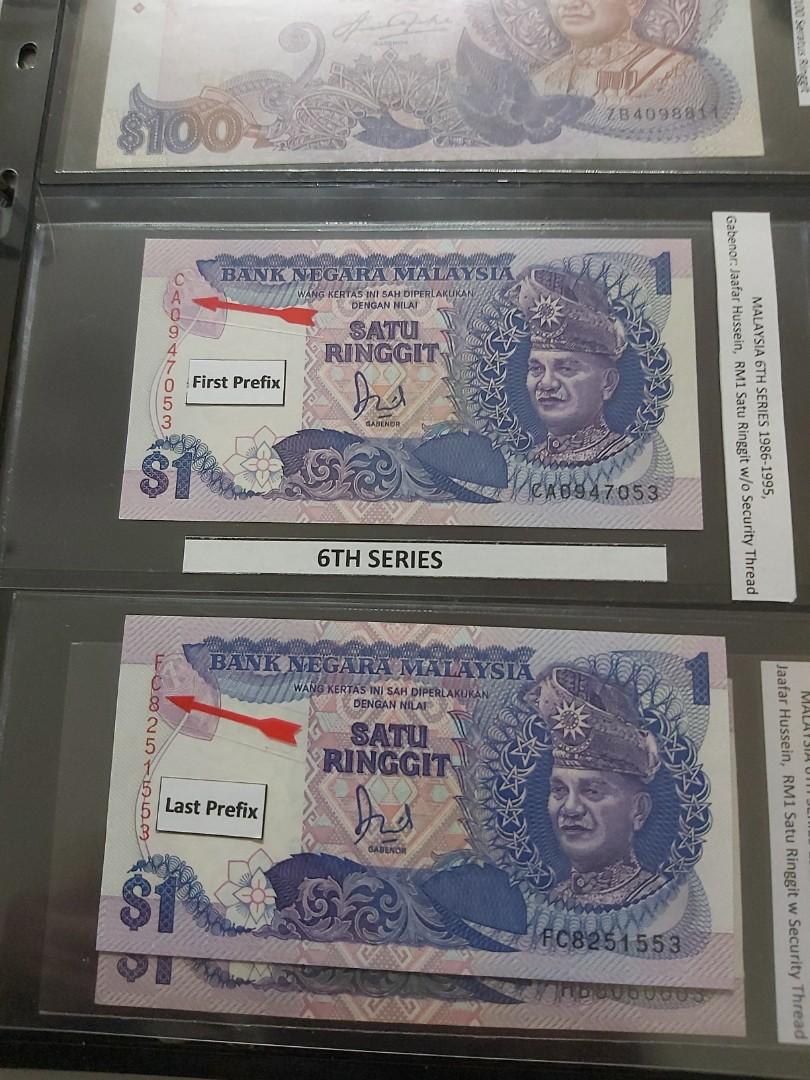 $100
ZB4098811
CA0947053
BANK NEGARA MALAYSIA
1
WANG KERTAS INI SAH DIPERLAKUKAN
DENGAN NILAI
SATU
RINGGIT
First Prefix
GABENOR
$1
CA0947053
MALAYSIA 6TH SERIES 1986-1995,
Gabenor: Jaafar Hussein, RM1 Satu Ringgit w/o Security Thread
6TH SERIES
FC8251553
BANK NEGARA MALAYSIA
1
WANG KERTAS INI SAH DIPERLAKUKAN
DENGAN NILAI
SATU
RINGGIT
Last Prefix
GABENOR
$1
FC8251553
Jaafar Hussein, RM1 Satu Ringgit w Security Thread
$1